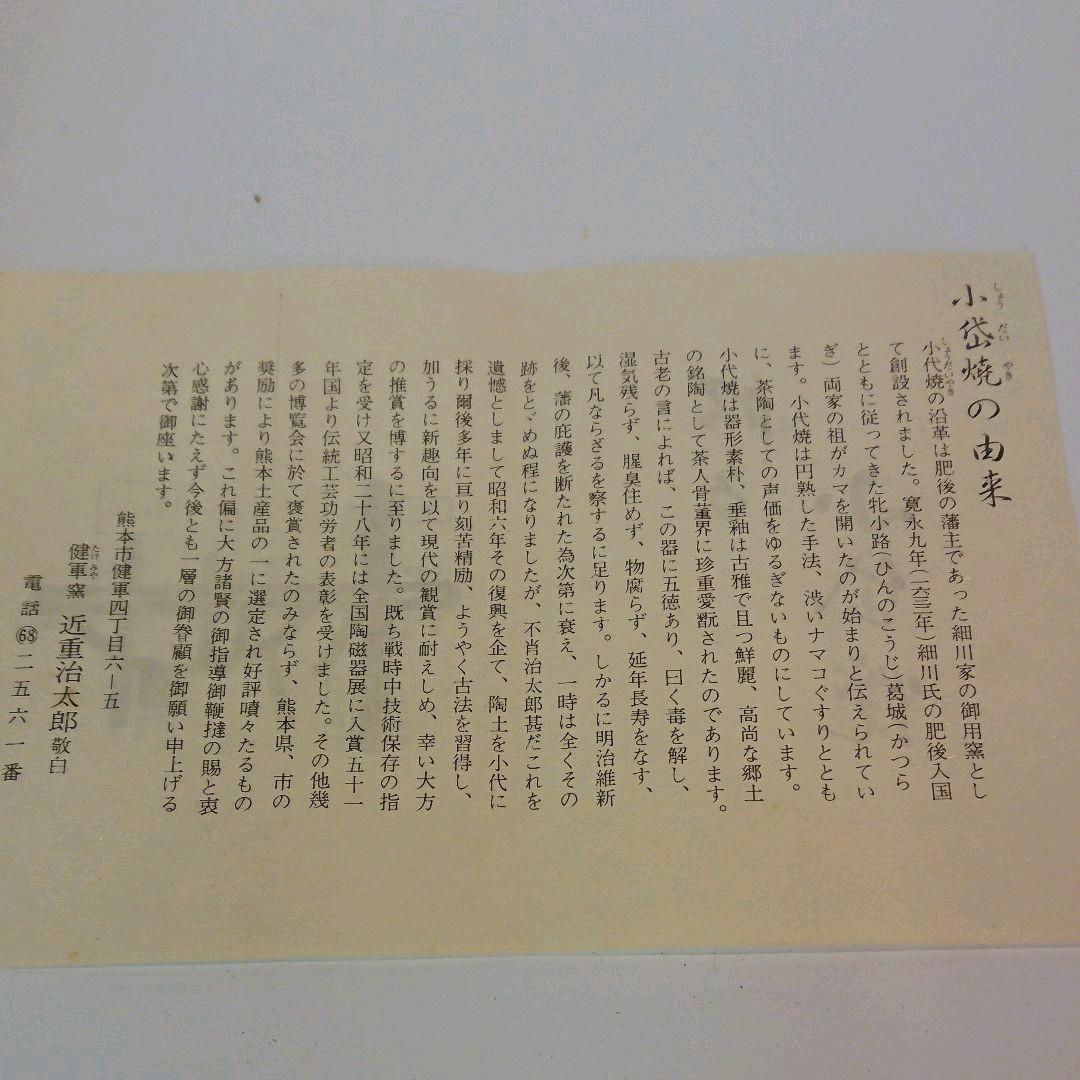 小岱焼の由来
しょうだいやき
小代焼の沿革は肥後の藩主であった細川家の御用窯とし
しょうだいやき
て創設されました。寛永九年(一六三二年)細川氏の肥後入国
とともに従ってきた牝小路(ひんのこうじ)葛城(かつら
ぎ)両家の祖がカマを開いたのが始まりと伝えられてい
ます。小代焼は円熟した手法、渋いナマコぐすりととも
に、茶陶としての声価をゆるぎないものにしています。
小代焼は器形素朴、垂釉は古雅で且つ鮮麗、高尚な郷土
の銘陶として茶人骨董界に珍重愛翫されたのであります。
古老の言によれば、この器に五徳あり、曰く毒を解し、
湿気残らず、腥臭住めず、物腐らず、延年長寿をなす、
以て凡ならざるを察するに足ります。しかるに明治維新
後、藩の庇護を断たれた為次第に衰え、一時は全くその
跡をとゞめぬ程になりましたが、不肖治太郎甚だこれを
遺憾としまして昭和六年その復興を企て、陶土を小代に
採り爾後多年に亘り刻苦精励、ようやく古法を習得し、
加うるに新趣向を以て現代の観賞に耐えしめ、幸い大方
の推賞を博するに至りました。既ち戦時中技術保存の指
定を受け又昭和二十八年には全国陶磁器展に入賞五十一
年国より伝統工芸功労者の表彰を受けました。その他幾
多の博覧会に於て褒賞されたのみならず、熊本県、市の
奨励により熊本土産品の一に選定され好評嘖々たるもの
があります。これ偏に大方諸賢の御指導御鞭撻の賜と衷
心感謝にたえず今後とも一層の御眷顧を御願い申上げる
次第で御座います。
熊本市健軍四丁目六ー五
健軍窯 近重治太郎 敬白
たけみや
電話68二五六一番